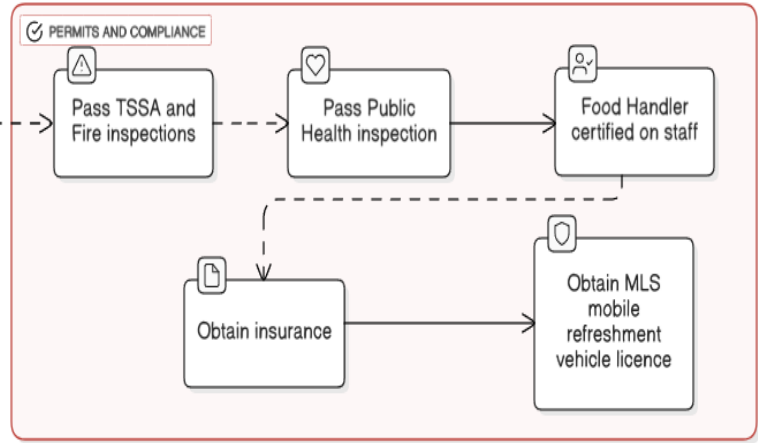 PERMITS AND COMPLIANCE
Pass TSSA and
Fire inspections
Pass Public
Health inspection
Food Handler
certified on staff
Obtain insurance
Obtain MLS
mobile
refreshment
vehicle licence